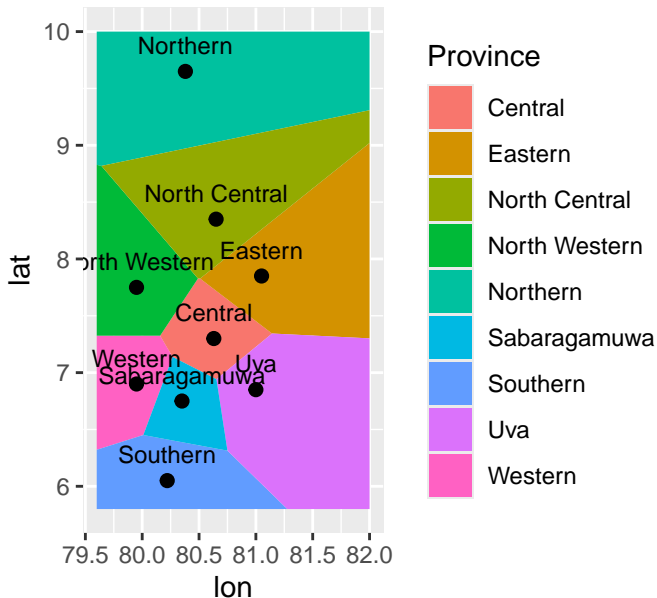 10
9
8
7
6
lat
Northern
North Central
Eastern
orth Western
Central
Western
Uva
Sabaragamuwa
Southern
79.5 80.0 80.5 81.0 81.5 82.0
lon
Province
Central
Eastern
North Central
North Western
Northern
Sabaragamuwa
Southern
Uva
Western